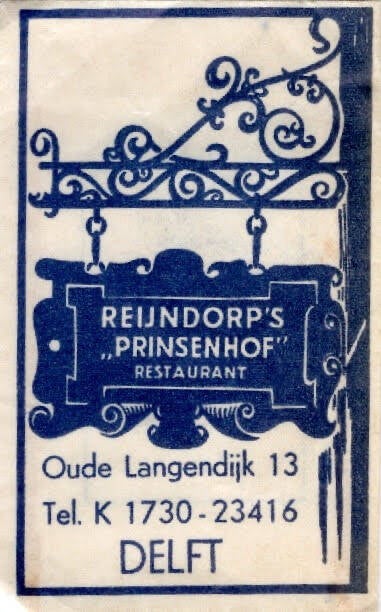 REIJNDORP'S
„PRINSENHOF"
RESTAURANT
Oude Langendijk 13
Tel. K 1730-23416
DELFT